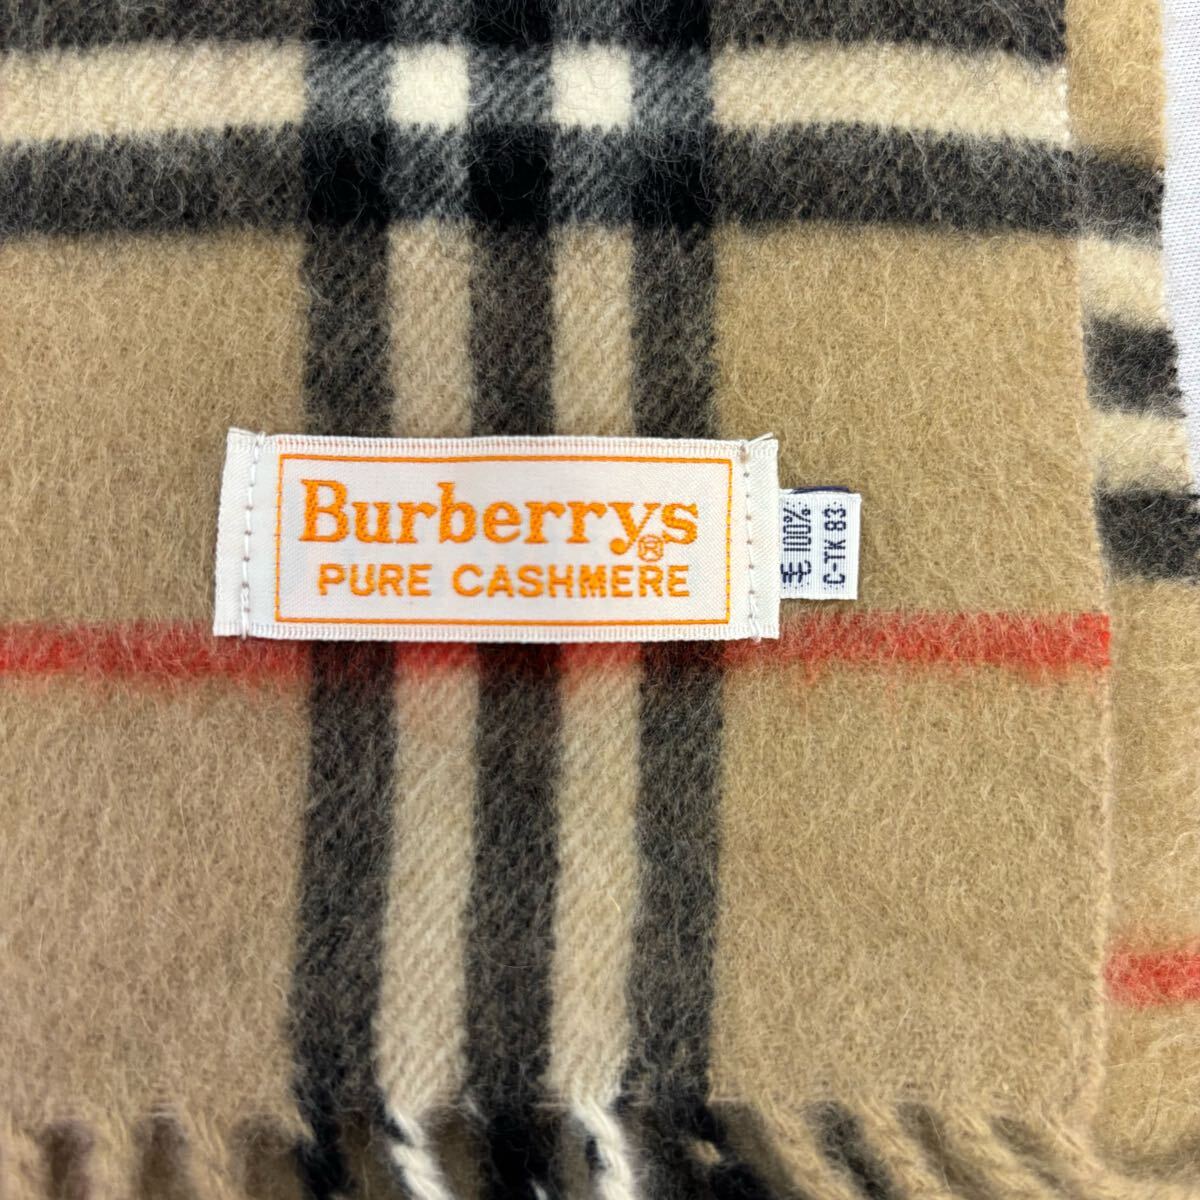 Burberrys®
PURE CASHMERE
毛 100%
C-TK 83